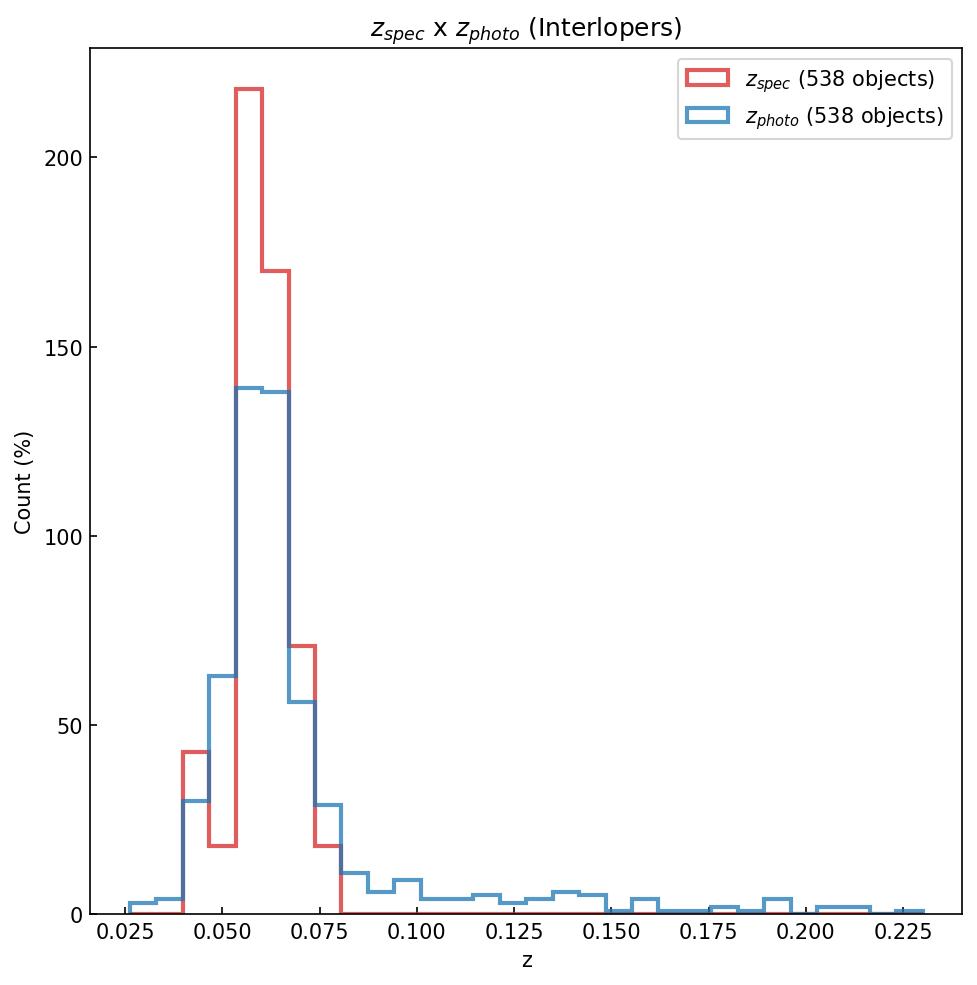 z_spec x z_photo (Interlopers)
z_spec (538 objects)
z_photo (538 objects)
Count (%)
200
150
100
50
0
0.025 0.050 0.075 0.100 0.125 0.150 0.175 0.200 0.225
z